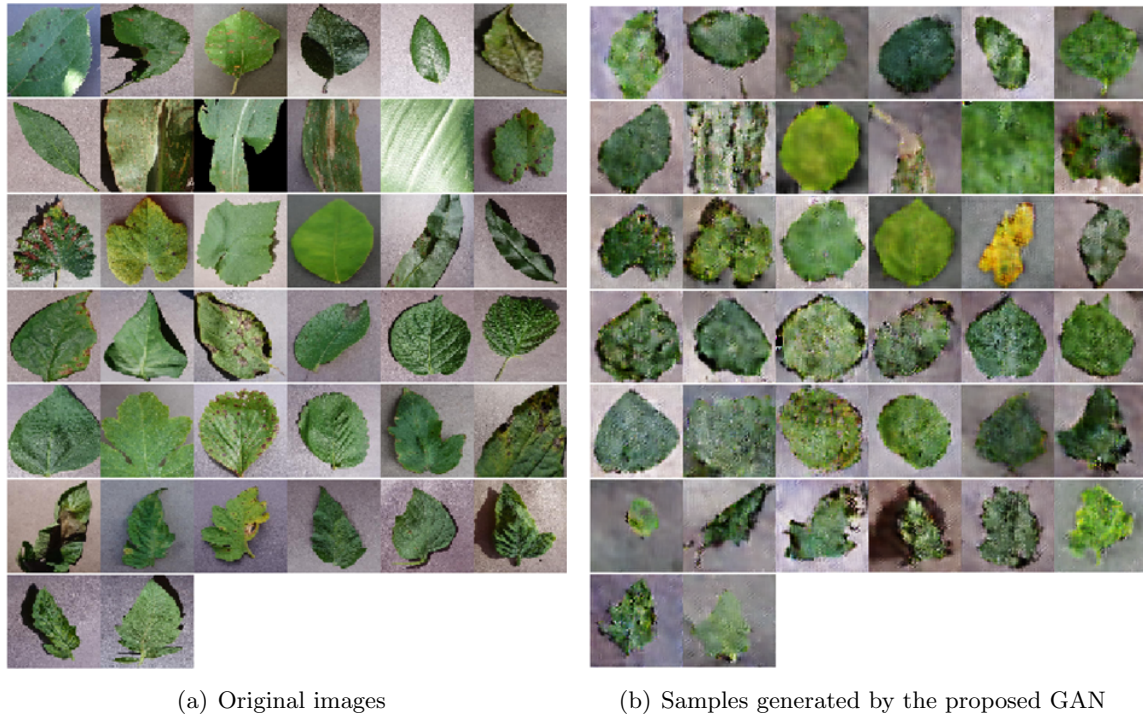 (a) Original images
(b) Samples generated by the proposed GAN